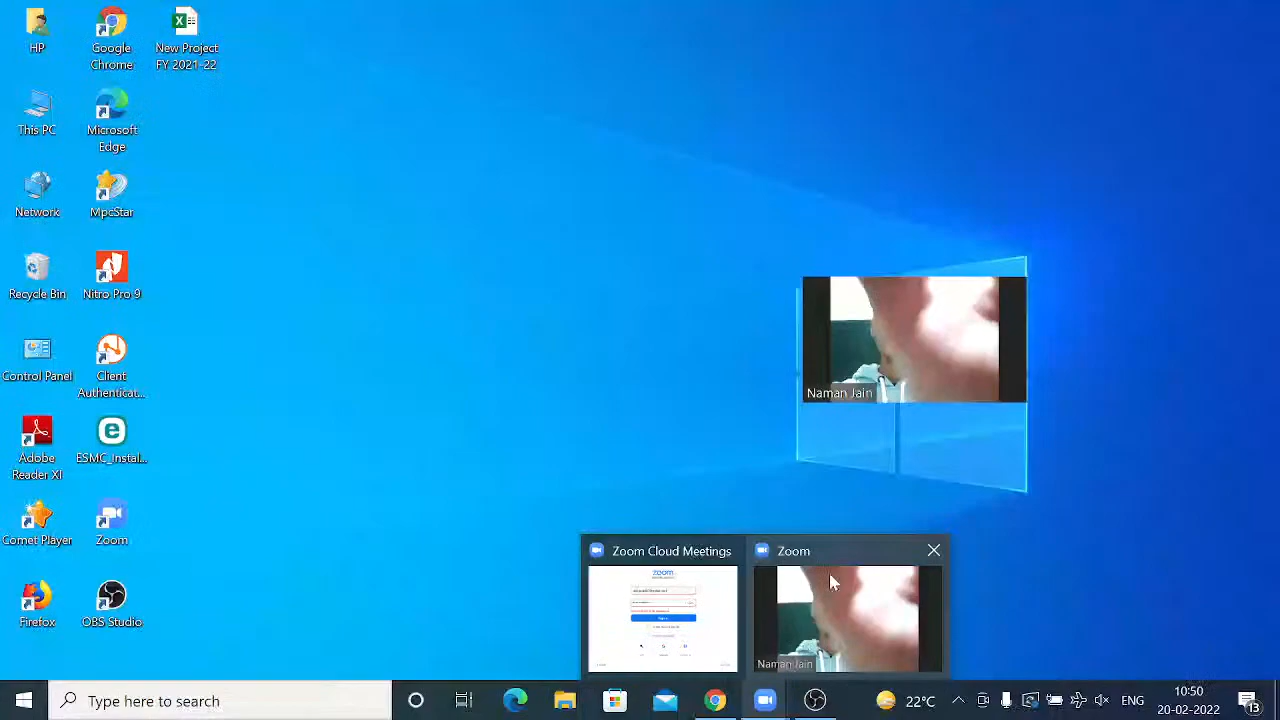 HP
Google
Chrome
New Project
FY 2021-22
This PC
Microsoft
Edge
Network
MpcStar
Recycle Bin
Nitro Pro 9
Control Panel
Client
Authenticat...
Adobe
Reader XI
ESMC_Instal...
Comet Player
Zoom
Firefox
OBS Studio
Naman Jain
Zoom Cloud Meetings
Zoom
zoom
Naman Jain
Type here to search
22°C
ENG
10:50
20-02-2022